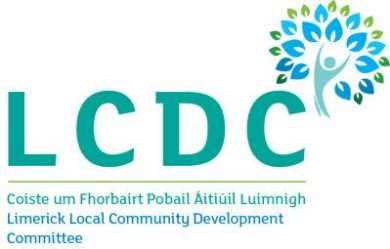 LCDC
Coiste um Fhorbairt Pobail Áitiúil Luimnigh
Limerick Local Community Development
Committee